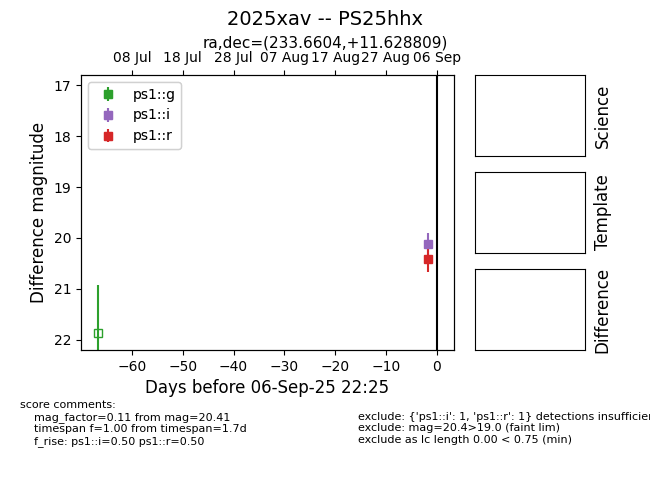 2025xav -- PS25hhx
ra,dec=(233.6604,+11.628809)
08 Jul 18 Jul 28 Jul 07 Aug 17 Aug 27 Aug 06 Sep
ps1::g
ps1::i
ps1::r
17
18
19
20
21
22
Difference magnitude
−60 −50 −40 −30 −20 −10 0
Days before 06-Sep-25 22:25
Science
Template
Difference
score comments:
mag_factor=0.11 from mag=20.41
timespan f=1.00 from timespan=1.7d
f_rise: ps1::i=0.50 ps1::r=0.50
exclude: {'ps1::i': 1, 'ps1::r': 1} detections insufficie
exclude: mag=20.4>19.0 (faint lim)
exclude as lc length 0.00 < 0.75 (min)